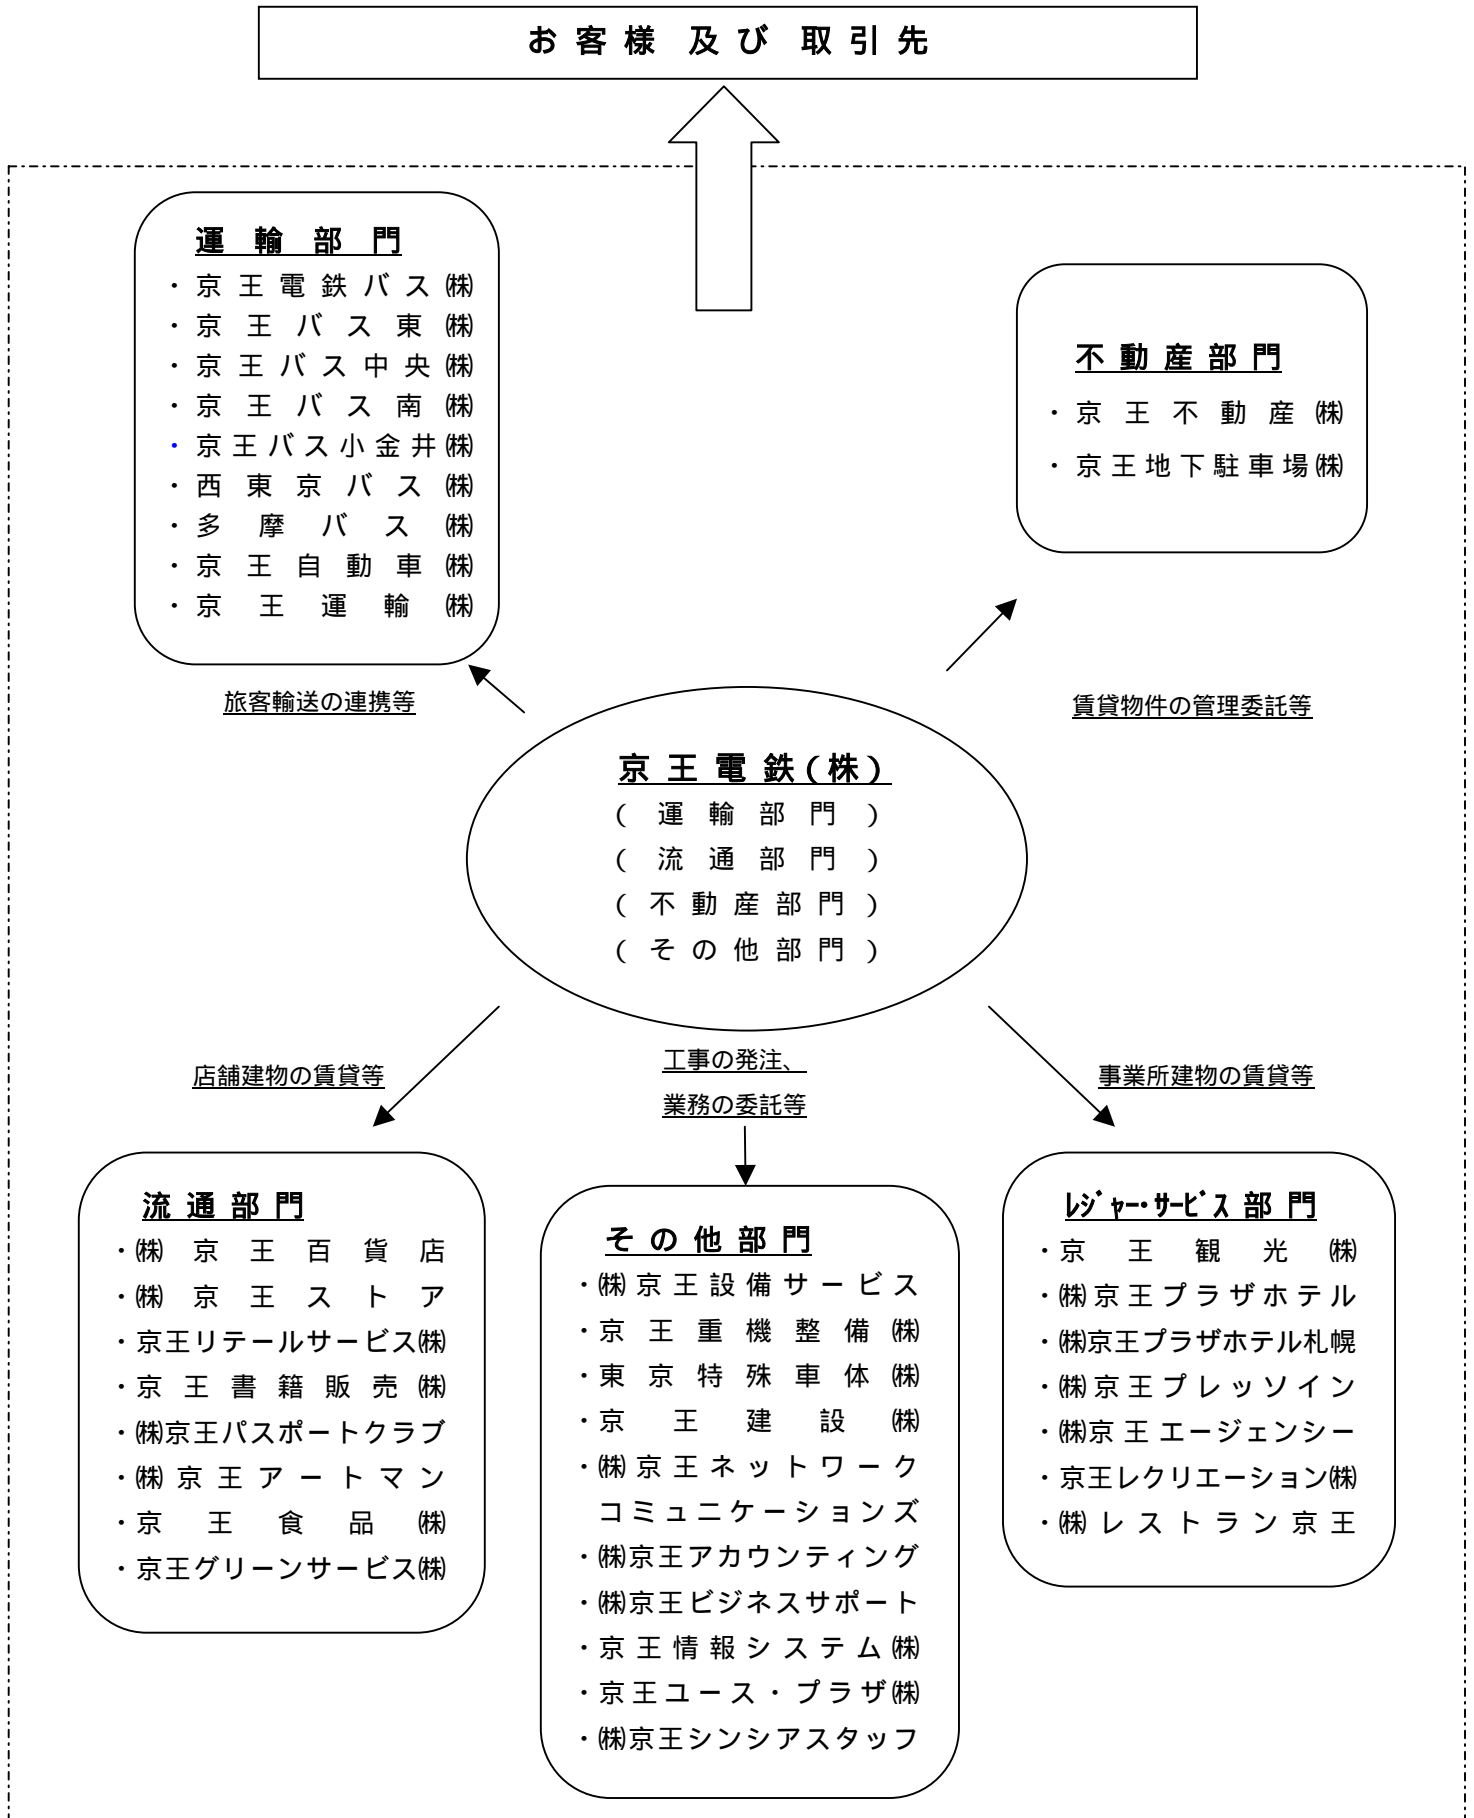 お客様 及び 取引先
運輸部門
・京王電鉄バス㈱
・京王バス東㈱
・京王バス中央㈱
・京王バス南㈱
・京王バス小金井㈱
・西東京バス㈱
・多摩バス㈱
・京王自動車㈱
・京王運輸㈱
不動産部門
・京王不動産㈱
・京王地下駐車場㈱
旅客輸送の連携等
賃貸物件の管理委託等
京王電鉄(株)
(運輸部門)
(流通部門)
(不動産部門)
(その他部門)
店舗建物の賃貸等
工事の発注、
業務の委託等
事業所建物の賃貸等
流通部門
・㈱京王百貨店
・㈱京王ストア
・京王リテールサービス㈱
・京王書籍販売㈱
・㈱京王パスポートクラブ
・㈱京王アートマン
・京王食品㈱
・京王グリーンサービス㈱
その他部門
・㈱京王設備サービス
・京王重機整備㈱
・東京特殊車体㈱
・京王建設㈱
・㈱京王ネットワーク
コミュニケーションズ
・㈱京王アカウンティング
・㈱京王ビジネスサポート
・京王情報システム㈱
・京王ユース・プラザ㈱
・㈱京王シンシアスタッフ
ﾚｼﾞｬｰ･ｻｰﾋﾞｽ部門
・京王観光㈱
・㈱京王プラザホテル
・㈱京王プラザホテル札幌
・㈱京王プレッソイン
・㈱京王エージェンシー
・京王レクリエーション㈱
・㈱レストラン京王